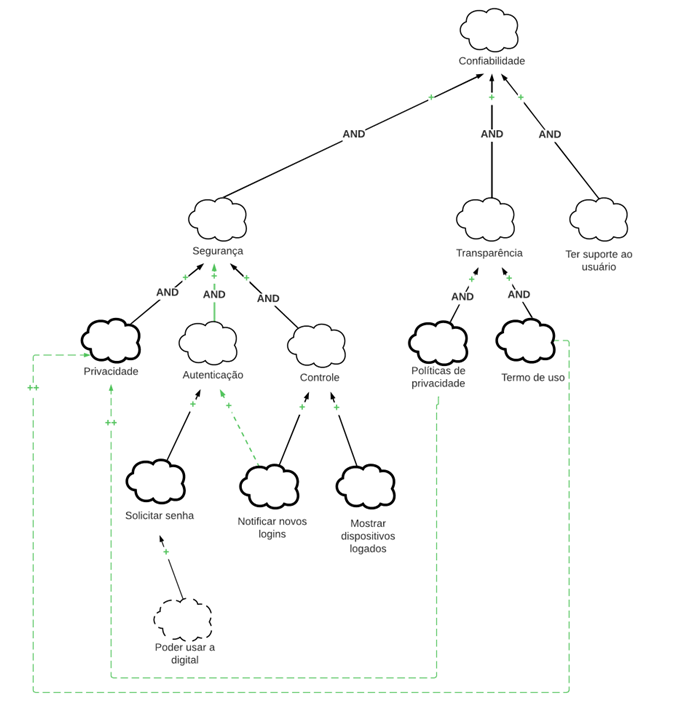 Confiabilidade
+
+
+
AND
AND
AND
Segurança
Transparência
Ter suporte ao
usuário
+
+
+
+
+
AND
AND
AND
AND
AND
Privacidade
Autenticação
Controle
Políticas de
privacidade
Termo de uso
++
+
+
+
+
++
Solicitar senha
Notificar novos
logins
Mostrar
dispositivos
logados
+
Poder usar a
digital